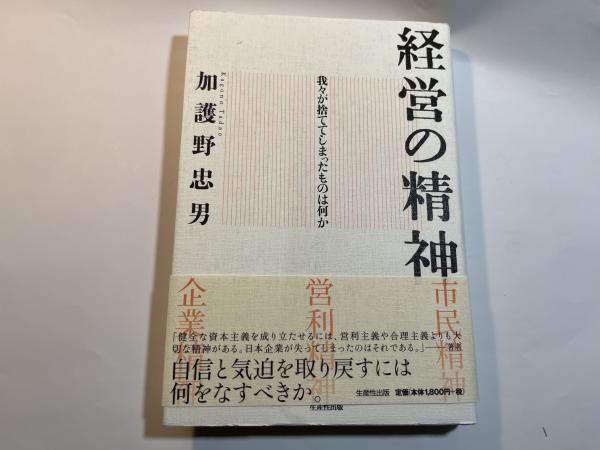 経営の精神
我々が捨ててしまったものは何か
加護野忠男
Kagono Tadao
市民精神
営利精神
企業
「健全な資本主義を成り立たせるには、営利主義や合理主義よりも大
切な精神がある。日本企業が失ってしまったのはそれである。」――著者
自信と気迫を取り戻すには
何をなすべきか。
生産性出版 定価(本体1,800円+税)
生産性出版